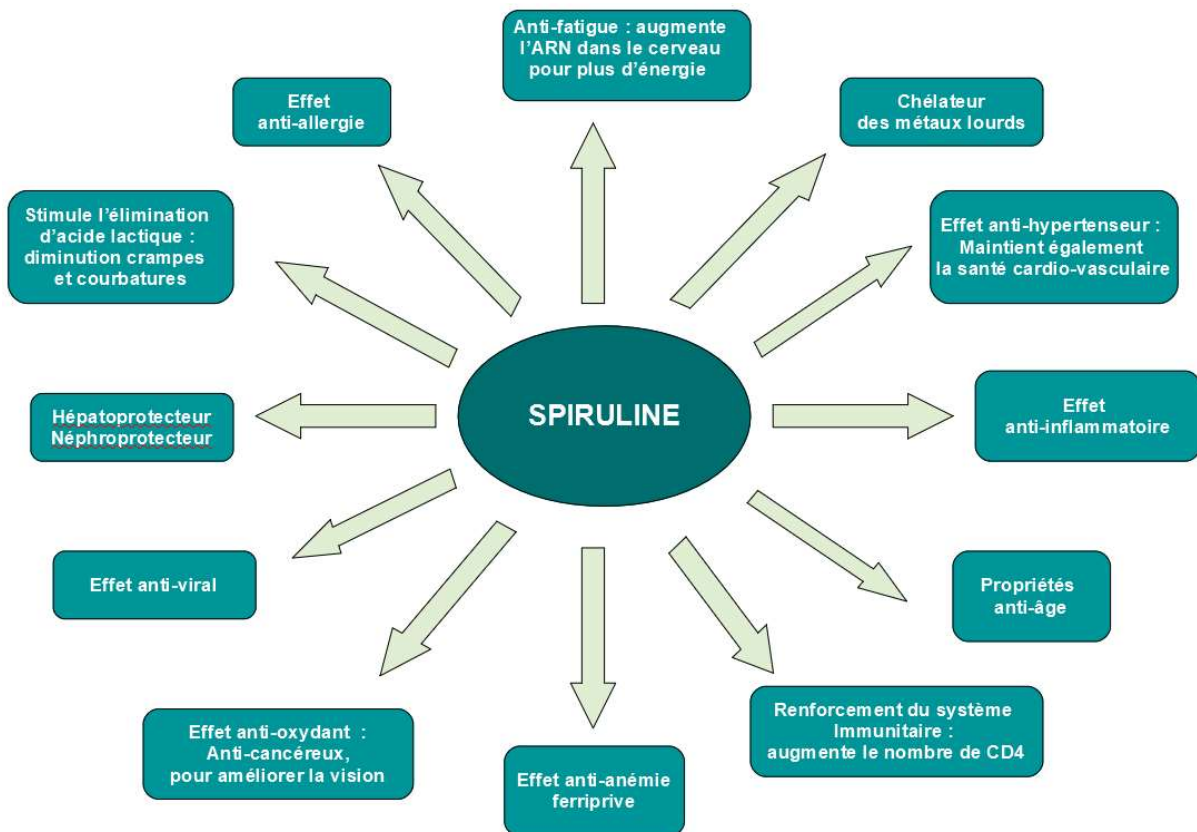 Anti-fatigue : augmente
l'ARN dans le cerveau
pour plus d'énergie
Effet
anti-allergie
Chélateur
des métaux lourds
Stimule l'élimination
d'acide lactique :
diminution crampes
et courbatures
Effet anti-hypertenseur :
Maintient également
la santé cardio-vasculaire
SPIRULINE
Hépatoprotecteur
Néphroprotecteur
Effet
anti-inflammatoire
Effet anti-viral
Propriétés
anti-âge
Effet anti-oxydant :
Anti-cancéreux,
pour améliorer la vision
Effet anti-anémie
ferriprive
Renforcement du système
Immunitaire :
augmente le nombre de CD4